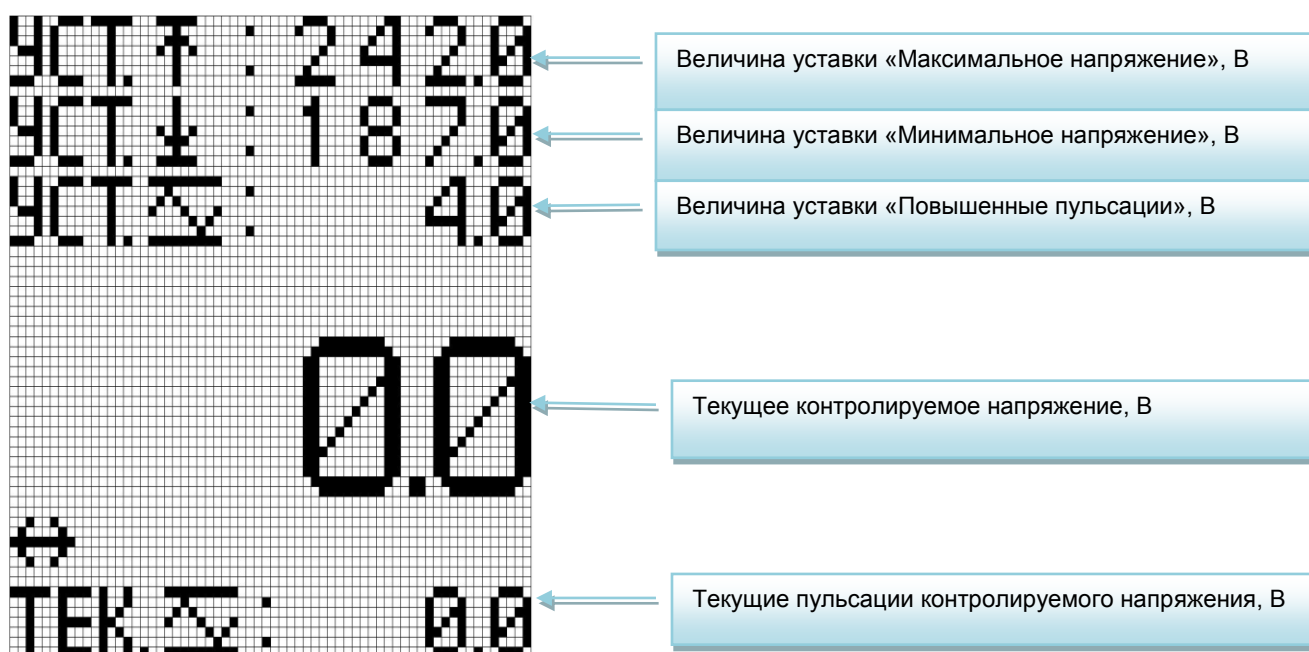 УСТ.↑: 242.0
Величина уставки «Максимальное напряжение», В
УСТ.↓: 187.0
Величина уставки «Минимальное напряжение», В
УСТ. : 4.0
Величина уставки «Повышенные пульсации», В
0.0
Текущее контролируемое напряжение, В
↔
ТЕК. : 0.0
Текущие пульсации контролируемого напряжения, В